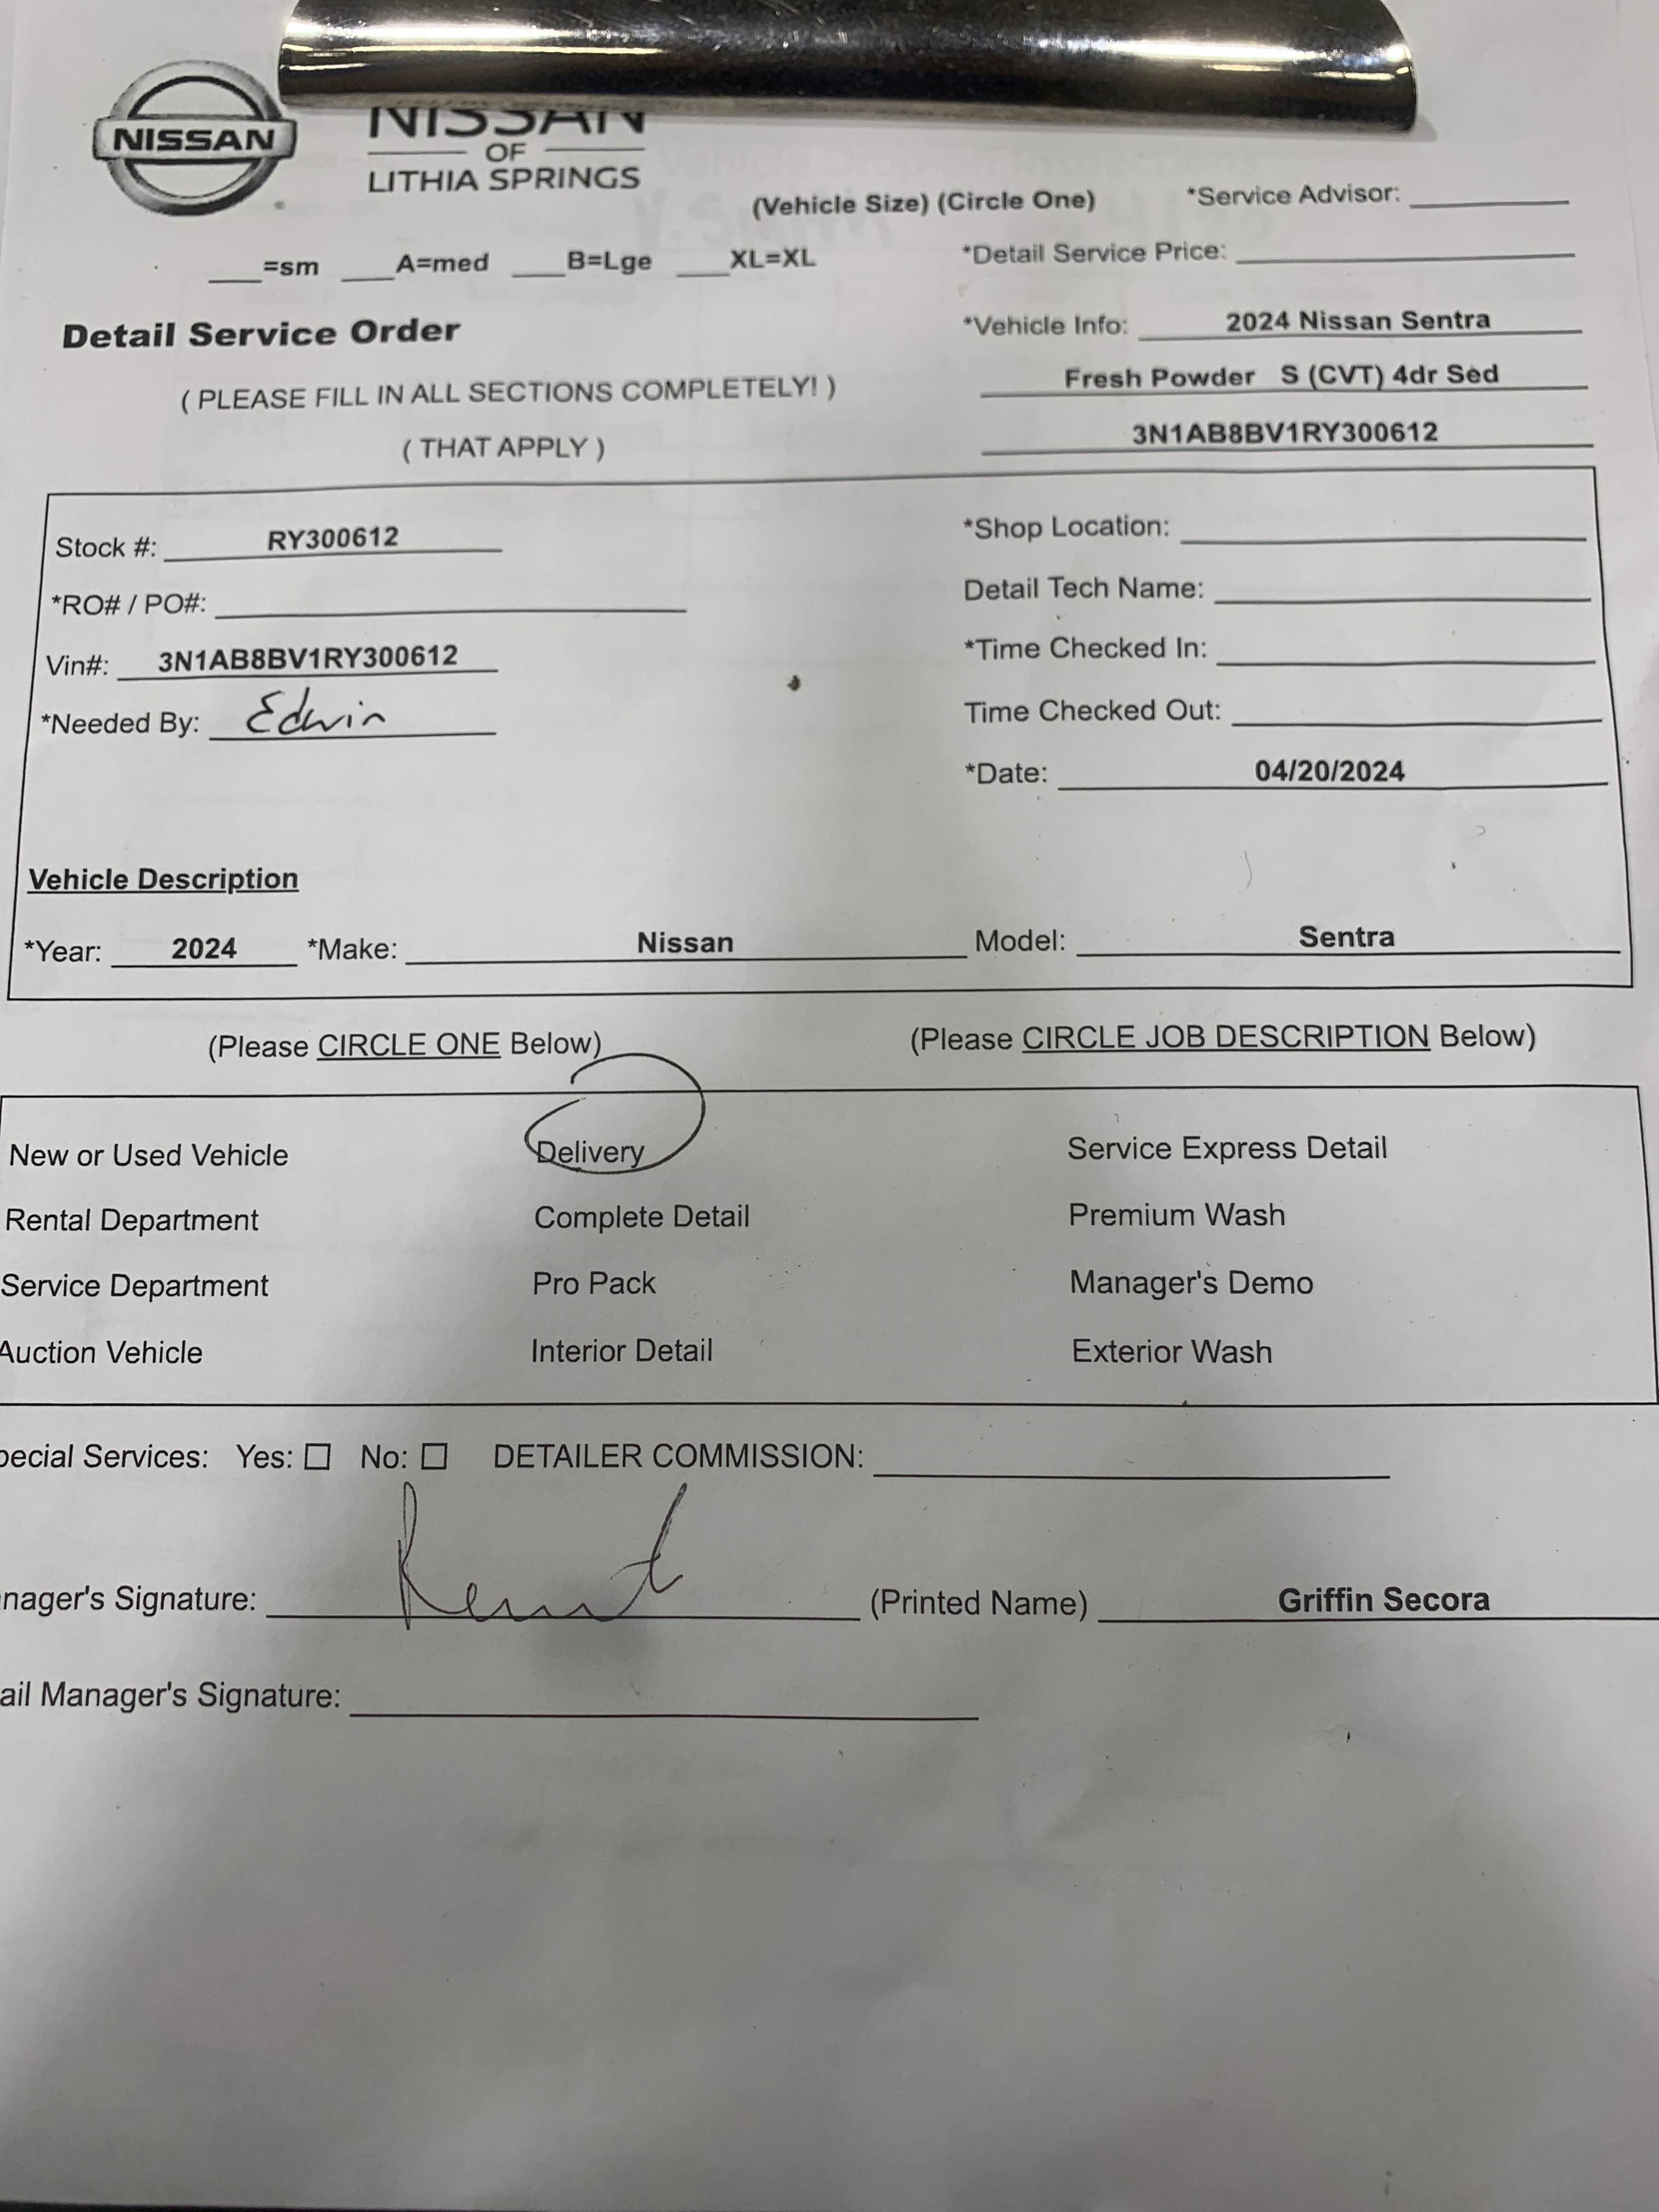 NISSAN
NISSAN
OF
LITHIA SPRINGS
(Vehicle Size) (Circle One) *Service Advisor:
=sm A=med B=Lge XL=XL *Detail Service Price:
Detail Service Order *Vehicle Info: 2024 Nissan Sentra
( PLEASE FILL IN ALL SECTIONS COMPLETELY! ) Fresh Powder S (CVT) 4dr Sed
( THAT APPLY ) 3N1AB8BV1RY300612
Stock #: RY300612 *Shop Location:
*RO# / PO#: Detail Tech Name:
Vin#: 3N1AB8BV1RY300612 *Time Checked In:
*Needed By: Edwin Time Checked Out:
*Date: 04/20/2024
Vehicle Description
*Year: 2024 *Make: Nissan Model: Sentra
(Please CIRCLE ONE Below) (Please CIRCLE JOB DESCRIPTION Below)
New or Used Vehicle Delivery Service Express Detail
Rental Department Complete Detail Premium Wash
Service Department Pro Pack Manager's Demo
Auction Vehicle Interior Detail Exterior Wash
pecial Services: Yes: No: DETAILER COMMISSION:
nager's Signature: (Printed Name) Griffin Secora
ail Manager's Signature: